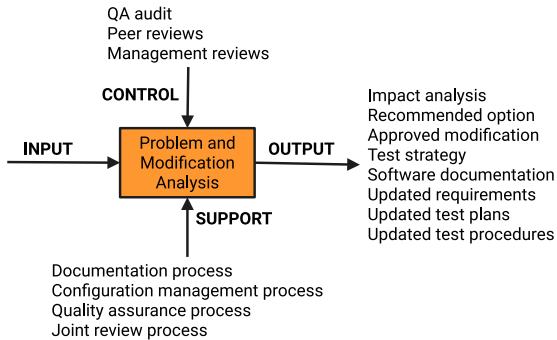 QA audit
Peer reviews
Management reviews
CONTROL
INPUT
Problem and
Modification
Analysis
OUTPUT
Impact analysis
Recommended option
Approved modification
Test strategy
Software documentation
Updated requirements
Updated test plans
Updated test procedures
SUPPORT
Documentation process
Configuration management process
Quality assurance process
Joint review process